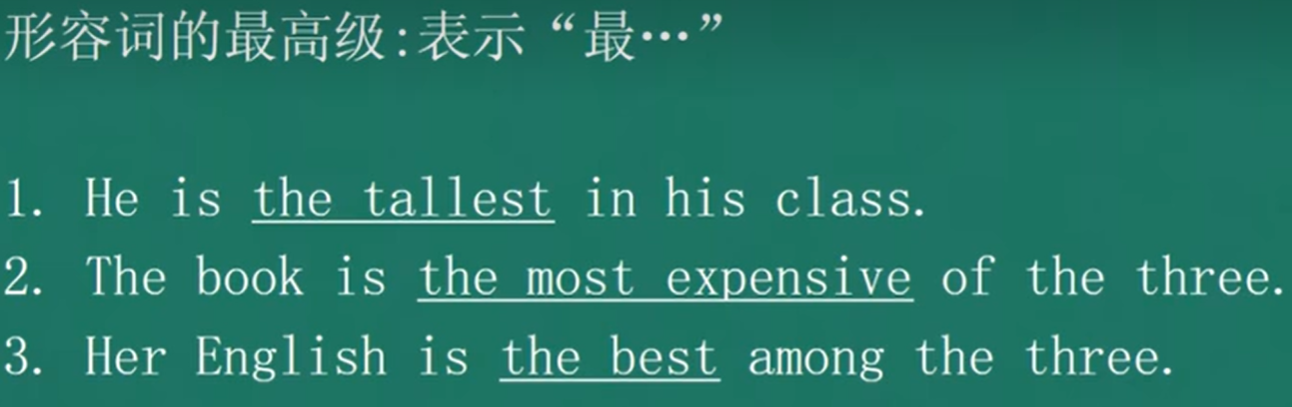 形容词的最高级:表示“最…”
1. He is the tallest in his class.
2. The book is the most expensive of the three.
3. Her English is the best among the three.